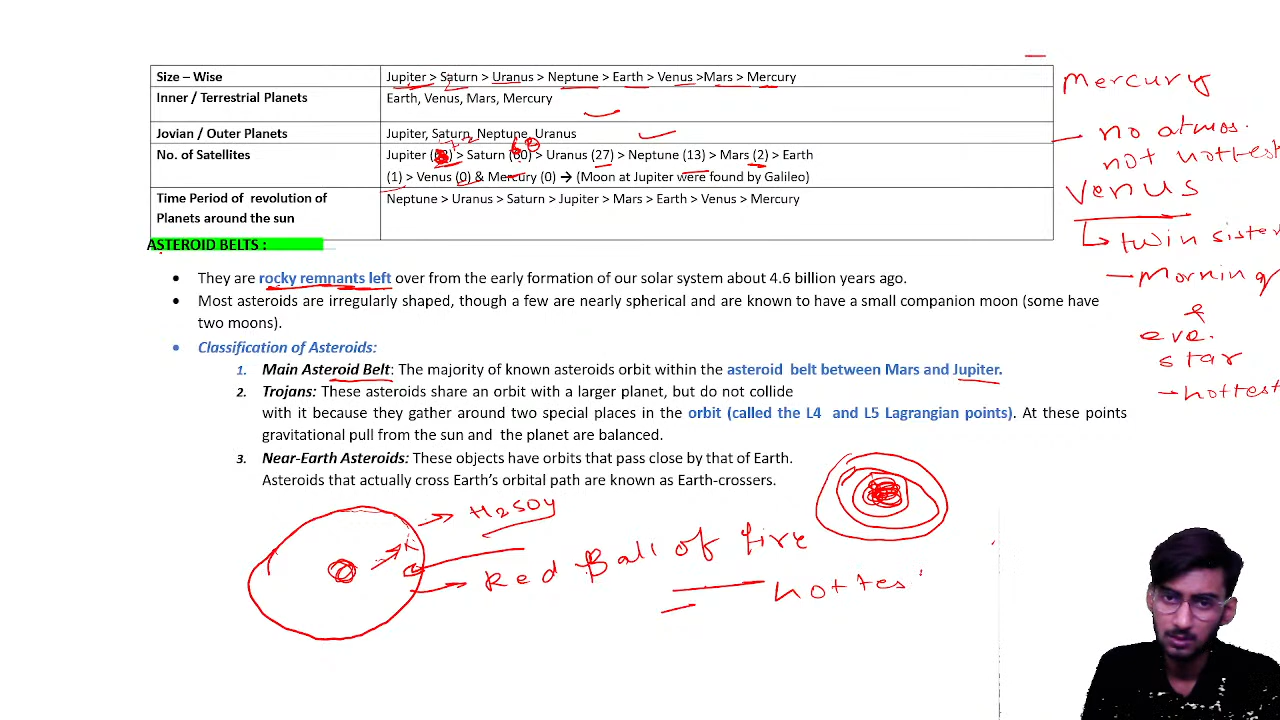 Size – Wise
Jupiter > Saturn > Uranus > Neptune > Earth > Venus >Mars > Mercury
Inner / Terrestrial Planets
Earth, Venus, Mars, Mercury
Jovian / Outer Planets
Jupiter, Saturn, Neptune, Uranus
No. of Satellites
Jupiter ( ) > Saturn (60) > Uranus (27) > Neptune (13) > Mars (2) > Earth
(1) > Venus (0) & Mercury (0) → (Moon at Jupiter were found by Galileo)
Time Period of revolution of
Planets around the sun
Neptune > Uranus > Saturn > Jupiter > Mars > Earth > Venus > Mercury
ASTEROID BELTS :
• They are rocky remnants left over from the early formation of our solar system about 4.6 billion years ago.
• Most asteroids are irregularly shaped, though a few are nearly spherical and are known to have a small companion moon (some have
two moons).
• Classification of Asteroids:
1. Main Asteroid Belt: The majority of known asteroids orbit within the asteroid belt between Mars and Jupiter.
2. Trojans: These asteroids share an orbit with a larger planet, but do not collide
with it because they gather around two special places in the orbit (called the L4 and L5 Lagrangian points). At these points
gravitational pull from the sun and the planet are balanced.
3. Near-Earth Asteroids: These objects have orbits that pass close by that of Earth.
Asteroids that actually cross Earth's orbital path are known as Earth-crossers.
Mercury
no atmos.
not hottest
Venus
twin sister
Morning
&
eve.
star
hottest
H2SO4
Red Ball of fire
hottes